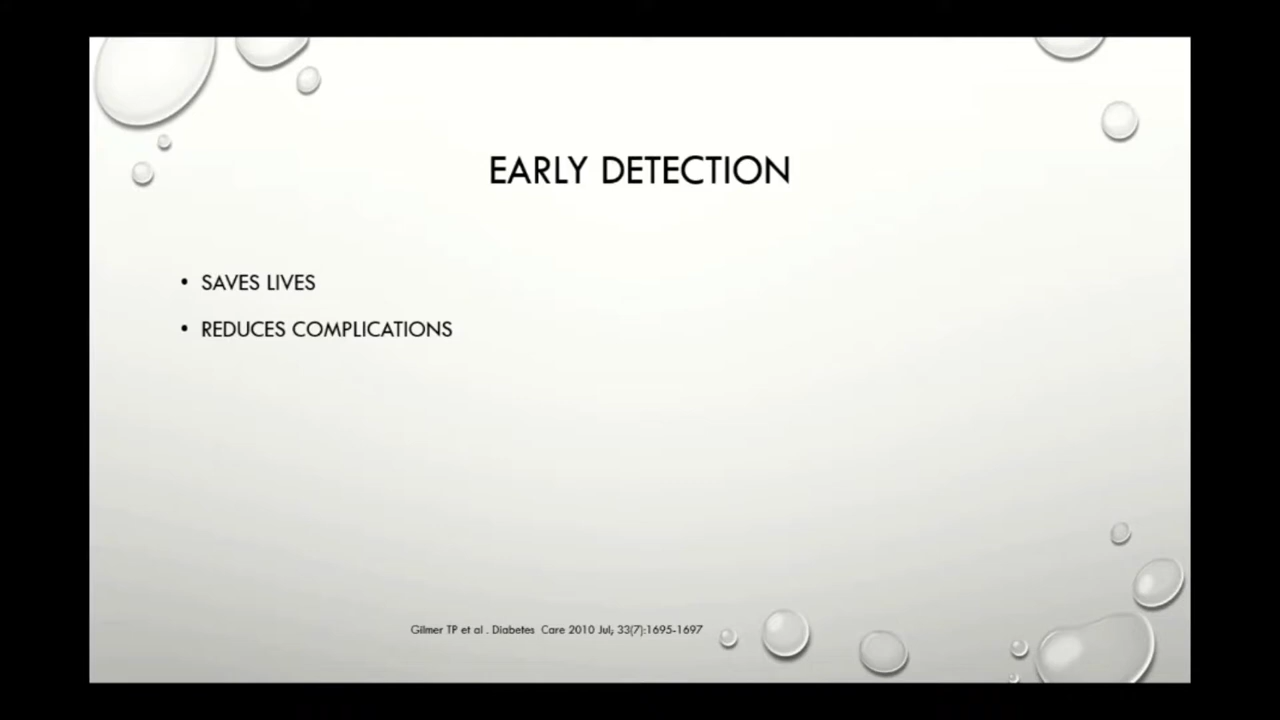 EARLY DETECTION
• SAVES LIVES
• REDUCES COMPLICATIONS
Gilmer TP et al . Diabetes Care 2010 Jul; 33(7):1695-1697